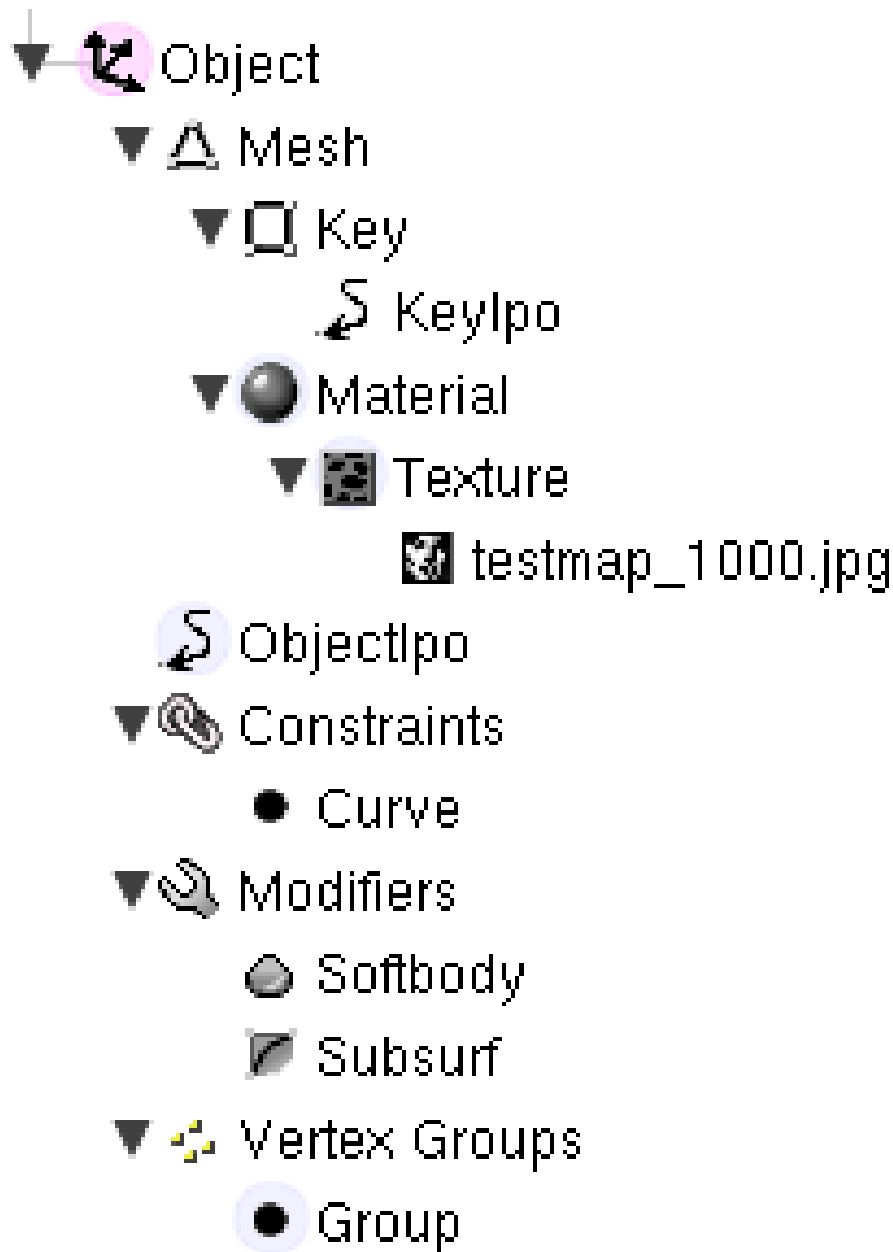 Object
Mesh
Key
KeyIpo
Material
Texture
testmap_1000.jpg
ObjectIpo
Constraints
Curve
Modifiers
Softbody
Subsurf
Vertex Groups
Group